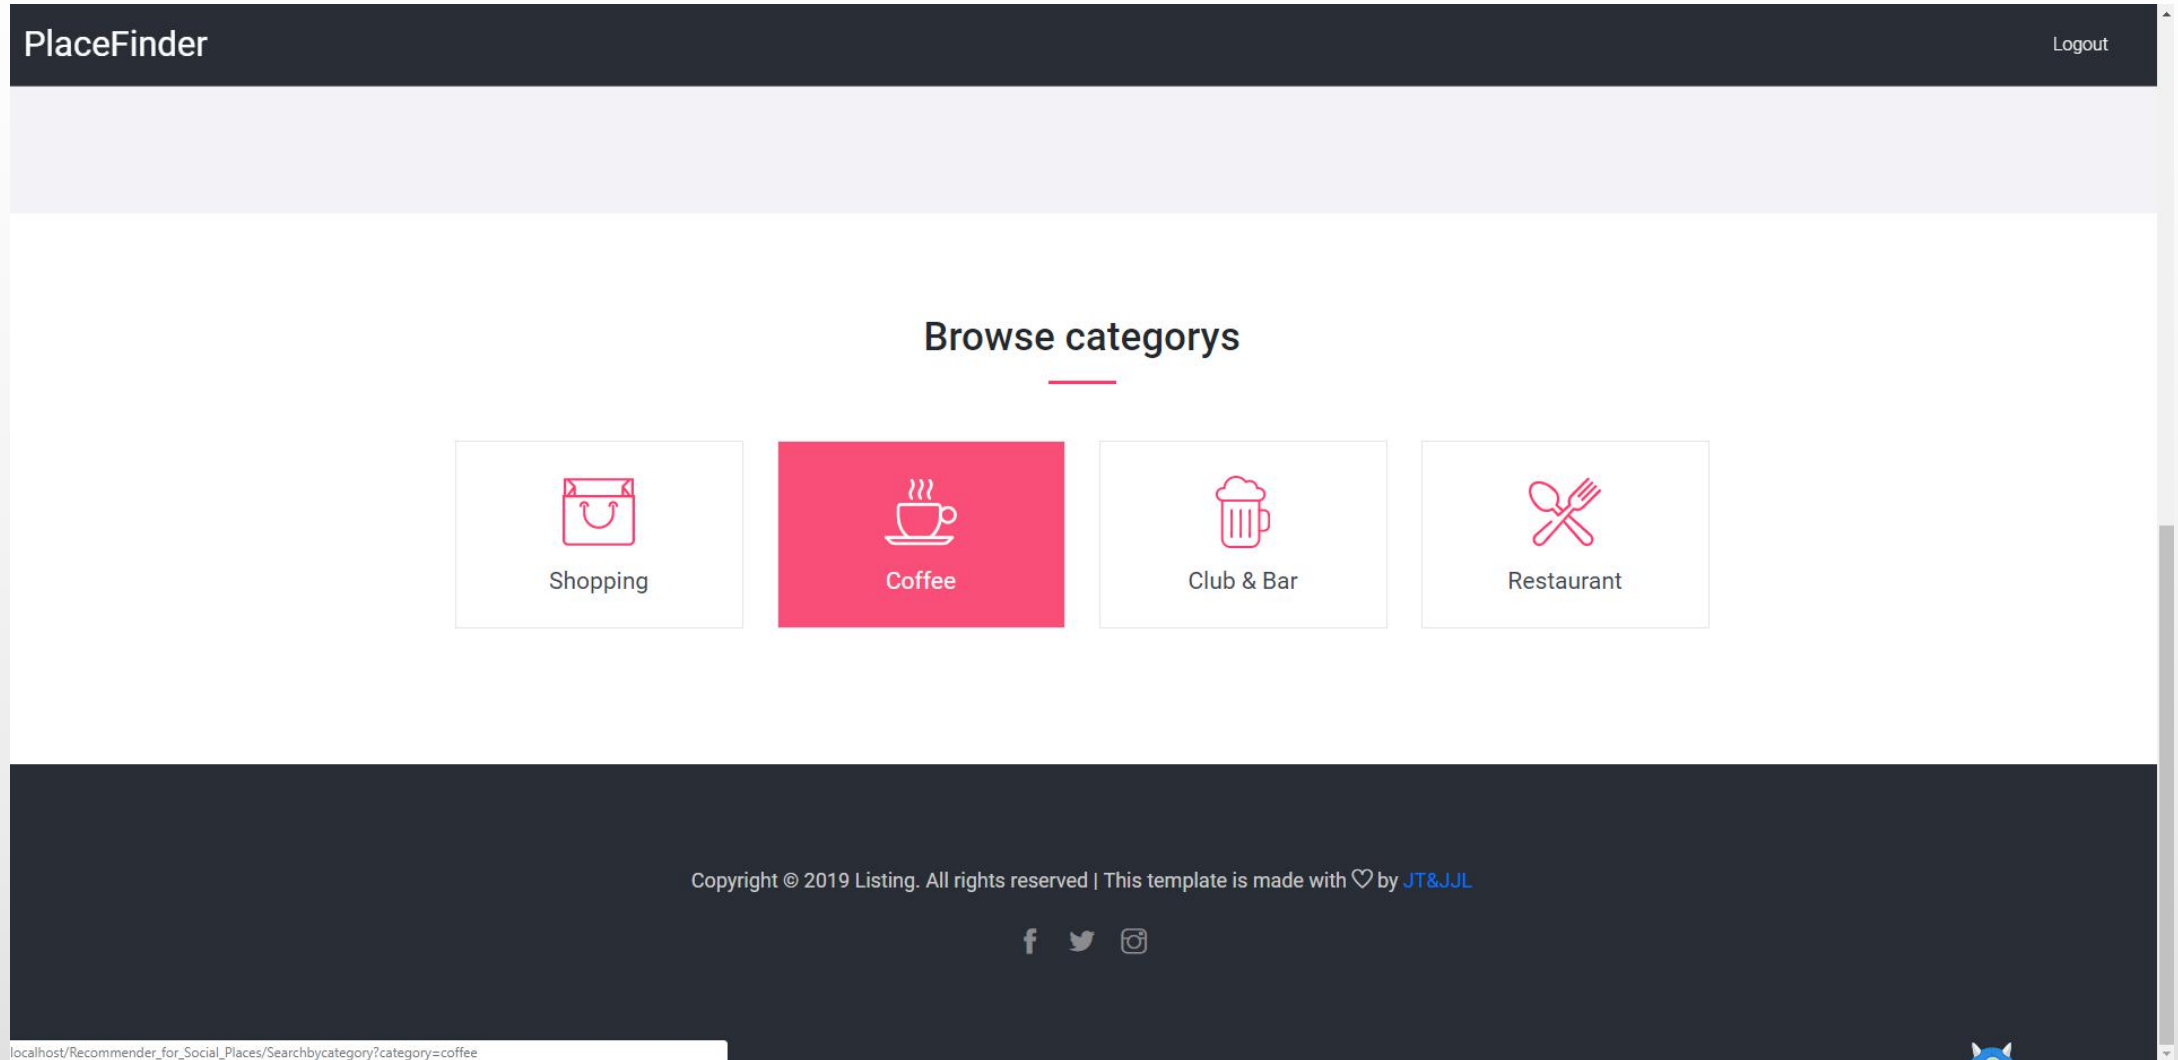 PlaceFinder
Logout
Browse categorys
Shopping
Coffee
Club & Bar
Restaurant
Copyright © 2019 Listing. All rights reserved | This template is made with ♡ by JT&JJL
localhost/Recommender_for_Social_Places/Searchbycategory?category=coffee